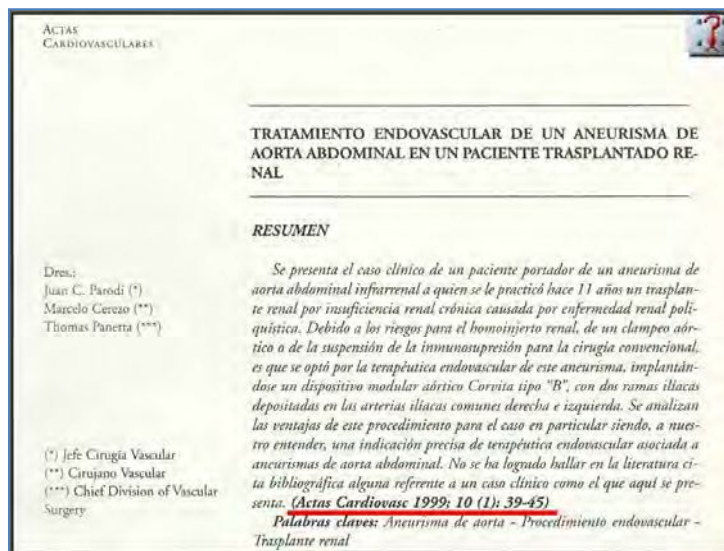 ACTAS
CARDIOVASCULARES
TRATAMIENTO ENDOVASCULAR DE UN ANEURISMA DE
AORTA ABDOMINAL EN UN PACIENTE TRASPLANTADO RE-
NAL
RESUMEN
Dres.:
Juan C. Parodi (*)
Marcelo Cerezo (**)
Thomas Panetta (***)
(*) Jefe Cirugía Vascular
(**) Cirujano Vascular
(***) Chief Division of Vascular
Surgery
Se presenta el caso clínico de un paciente portador de un aneurisma de
aorta abdominal infrarrenal a quien se le practicó hace 11 años un trasplan-
te renal por insuficiencia renal crónica causada por enfermedad renal poli-
quística. Debido a los riesgos para el homoinjerto renal, de un clampeo aór-
tico o de la suspensión de la inmunosupresión para la cirugía convencional,
es que se optó por la terapéutica endovascular de este aneurisma, implantán-
dose un dispositivo modular aórtico Corvita tipo "B", con dos ramas ilíacas
depositadas en las arterias ilíacas comunes derecha e izquierda. Se analizan
las ventajas de este procedimiento para el caso en particular siendo, a nues-
tro entender, una indicación precisa de terapéutica endovascular asociada a
aneurismas de aorta abdominal. No se ha logrado hallar en la literatura ci-
ta bibliográfica alguna referente a un caso clínico como el que aquí se pre-
senta. (Actas Cardiovasc 1999; 10 (1): 39-45)
Palabras claves: Aneurisma de aorta - Procedimiento endovascular -
Trasplante renal